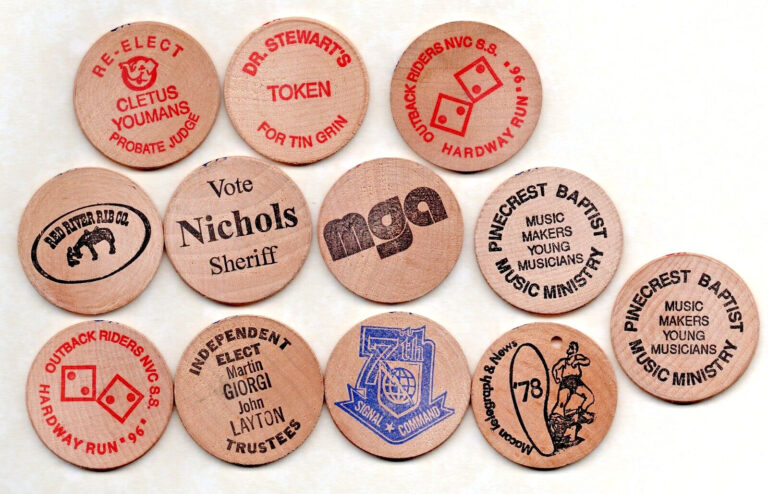 RE-ELECT
CLETUS
YOUMANS
PROBATE JUDGE
DR. STEWART'S
TOKEN
FOR TIN GRIN
OUTBACK RIDERS NVC S.S.
HARDWAY RUN "96"
RED RIVER RIB CO.
Vote
Nichols
Sheriff
mga
PINECREST BAPTIST
MUSIC
MAKERS
YOUNG
MUSICIANS
MUSIC MINISTRY
PINECREST BAPTIST
MUSIC
MAKERS
YOUNG
MUSICIANS
MUSIC MINISTRY
OUTBACK RIDERS NVC S.S.
HARDWAY RUN "96"
INDEPENDENT
ELECT
Martin
GIORGI
John
LAYTON
TRUSTEES
7th
SIGNAL COMMAND
Macon Telegraph & News
'78